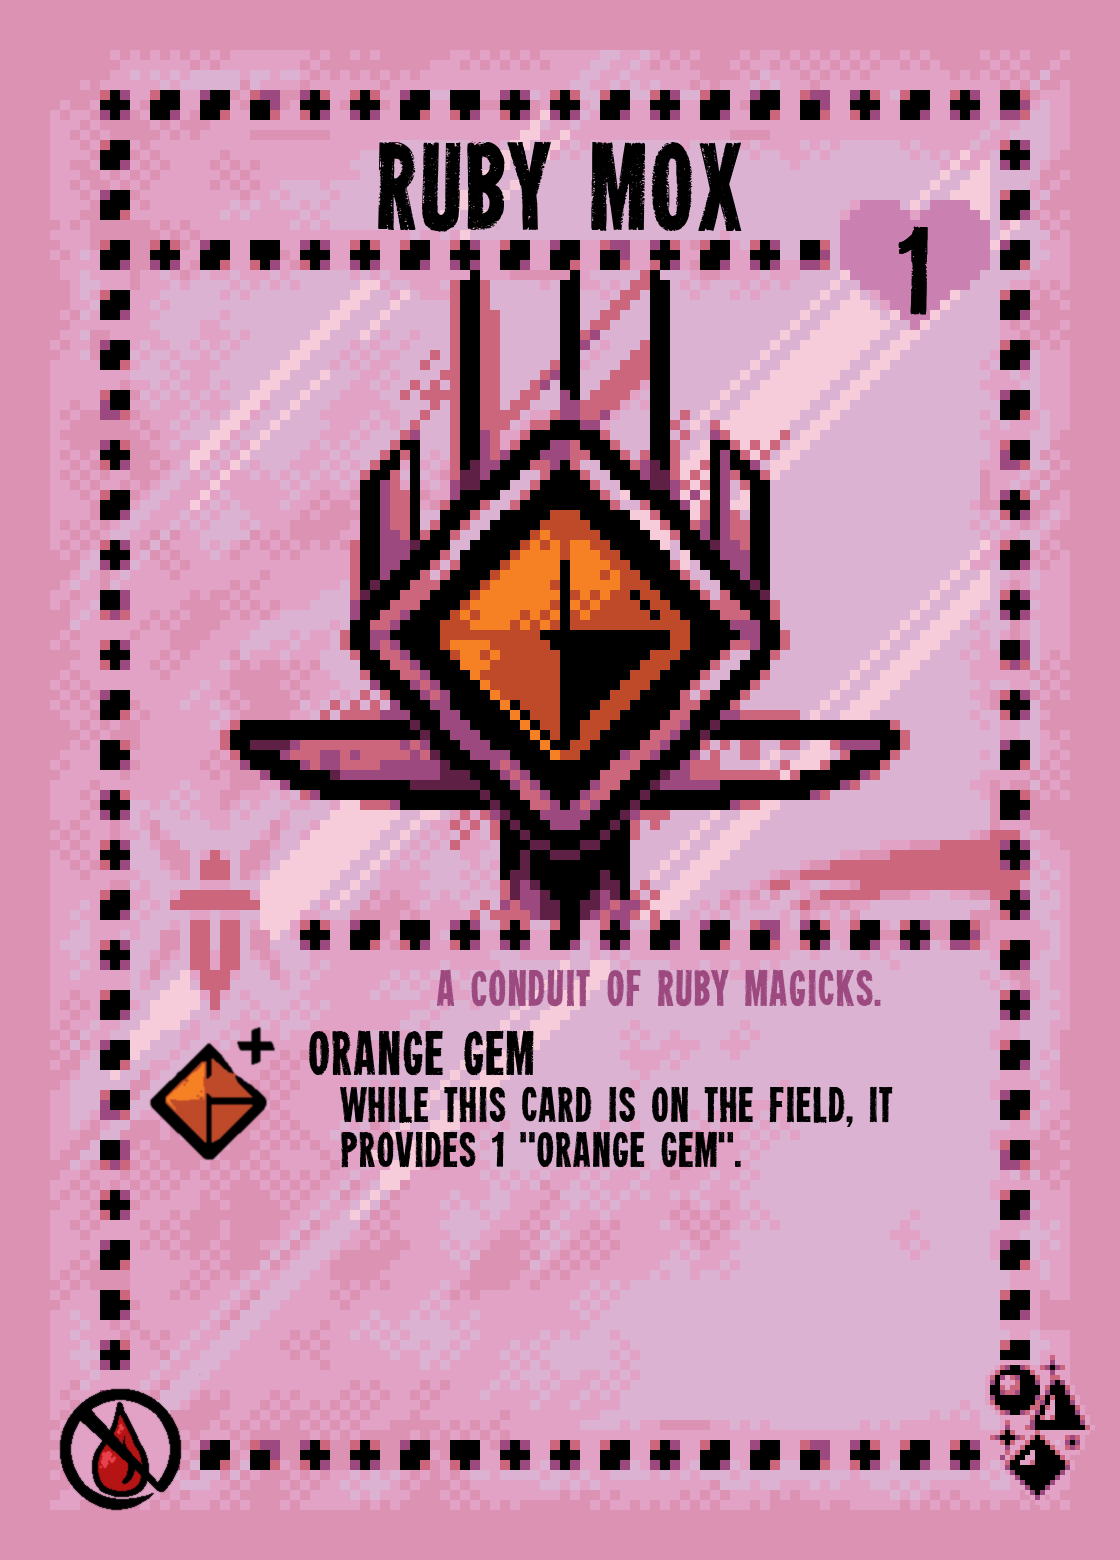 RUBY MOX
1
A CONDUIT OF RUBY MAGICKS.
ORANGE GEM
WHILE THIS CARD IS ON THE FIELD, IT
PROVIDES 1 "ORANGE GEM".